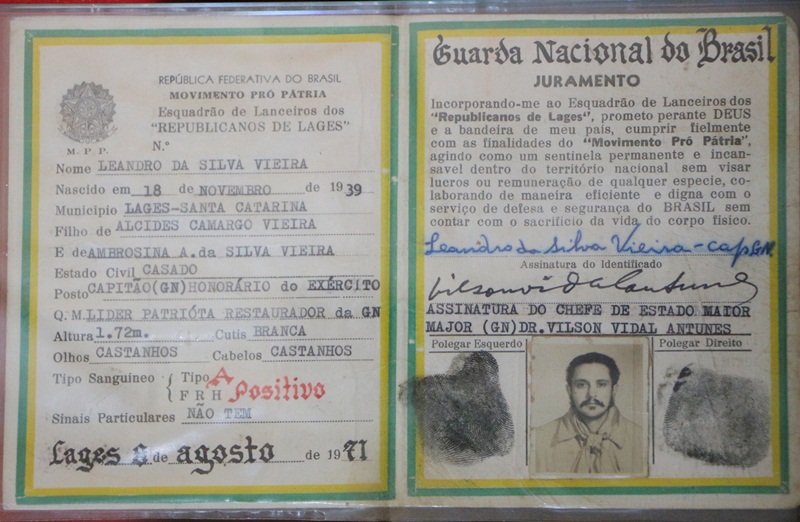 REPÚBLICA FEDERATIVA DO BRASIL
MOVIMENTO PRÓ PÁTRIA
Esquadrão de Lanceiros dos
"REPUBLICANOS DE LAGES"
M. P. P.
N.º
Nome LEANDRO DA SILVA VIEIRA
Nascido em 18 de NOVEMBRO de 1939
Municipio LAGES-SANTA CATARINA
Filho de ALCIDES CAMARGO VIEIRA
E de AMBROSINA A. da SILVA VIEIRA
Estado Civil CASADO
Posto CAPITÃO(GN)HONORÁRIO do EXÉRCITO
Q. M. LIDER PATRIÓTA RESTAURADOR da GN
Altura 1.72m. Cutis BRANCA
Olhos CASTANHOS Cabelos CASTANHOS
Tipo Sanguineo { Tipo A
F R H Positivo
Sinais Particulares NÃO TEM
Lages 6 de agosto de 1971
Guarda Nacional do Brasil
JURAMENTO
Incorporando-me ao Esquadrão de Lanceiros dos
"Republicanos de Lages", prometo perante DEUS
e a bandeira de meu país, cumprir fielmente
com as finalidades do "Movimento Pró Pátria",
agindo como um sentinela permanente e incan-
savel dentro do território nacional sem visar
lucros ou remuneração de qualquer especie, co-
laborando de maneira eficiente e digna com o
serviço de defesa e segurança do BRASIL sem
contar com o sacrifício da vida do corpo físico.
Leandro da Silva Vieira - cap G.N.
Assinatura do Identificado
Vilson Vidal Antunes
ASSINATURA DO CHEFE DE ESTADO MAIOR
MAJOR (GN)DR.VILSON VIDAL ANTUNES
Polegar Esquerdo
Polegar Direito